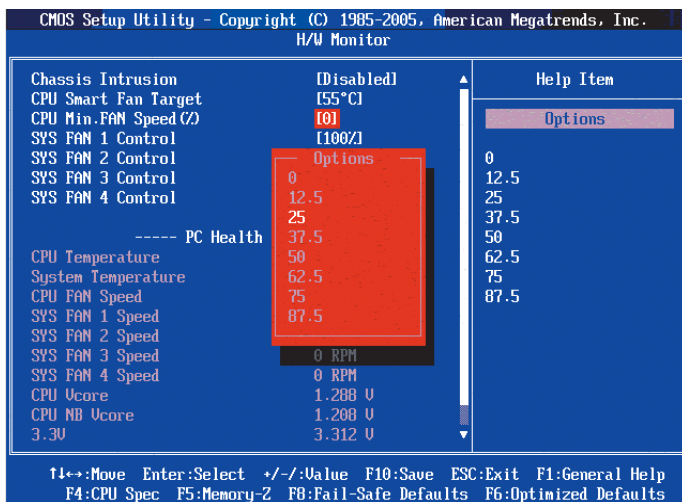 CMOS Setup Utility - Copyright (C) 1985-2005, American Megatrends, Inc.
H/W Monitor
Chassis Intrusion [Disabled]
CPU Smart Fan Target [55°C]
CPU Min.FAN Speed(%) [0]
SYS FAN 1 Control [100%]
SYS FAN 2 Control
SYS FAN 3 Control
SYS FAN 4 Control
----- PC Health
CPU Temperature
System Temperature
CPU FAN Speed
SYS FAN 1 Speed
SYS FAN 2 Speed
SYS FAN 3 Speed 0 RPM
SYS FAN 4 Speed 0 RPM
CPU Vcore 1.288 V
CPU NB Vcore 1.208 V
3.3V 3.312 V
Options
0
12.5
25
37.5
50
62.5
75
87.5
Help Item
Options
0
12.5
25
37.5
50
62.5
75
87.5
↑↓←→:Move Enter:Select +/-/:Value F10:Save ESC:Exit F1:General Help
F4:CPU Spec F5:Memory-Z F8:Fail-Safe Defaults F6:Optimized Defaults